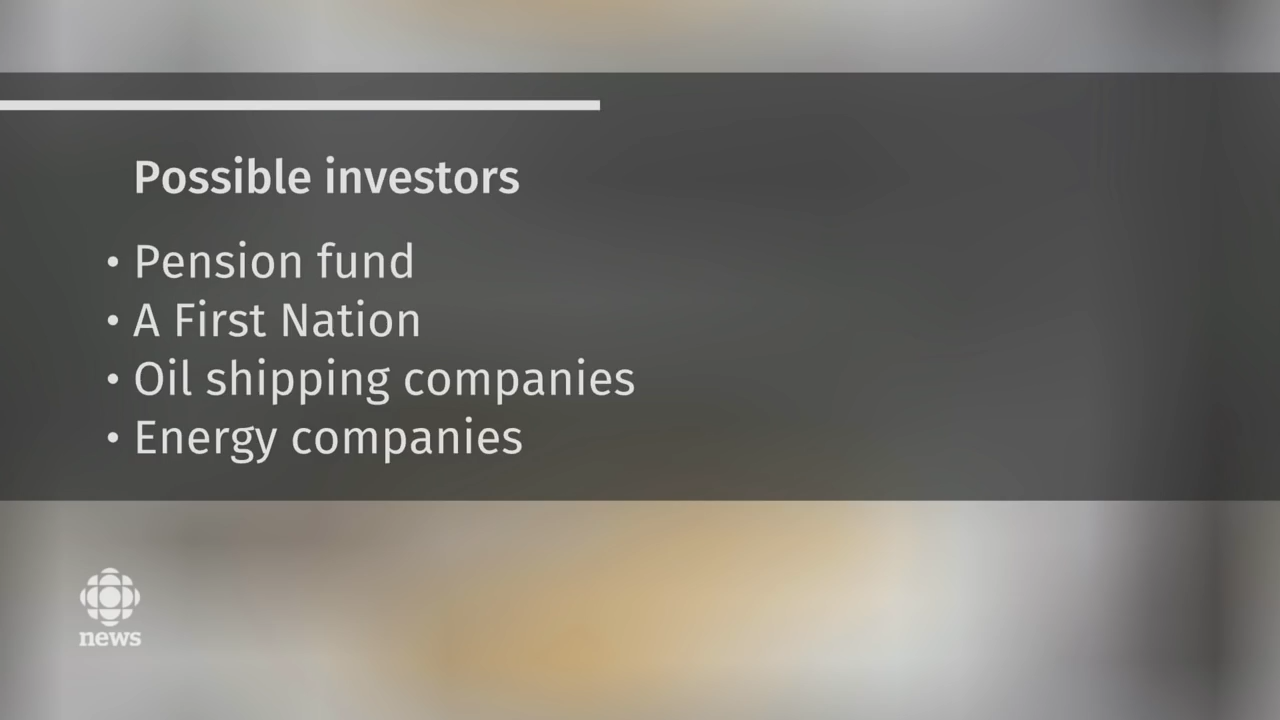 Possible investors
• Pension fund
• A First Nation
• Oil shipping companies
• Energy companies
news